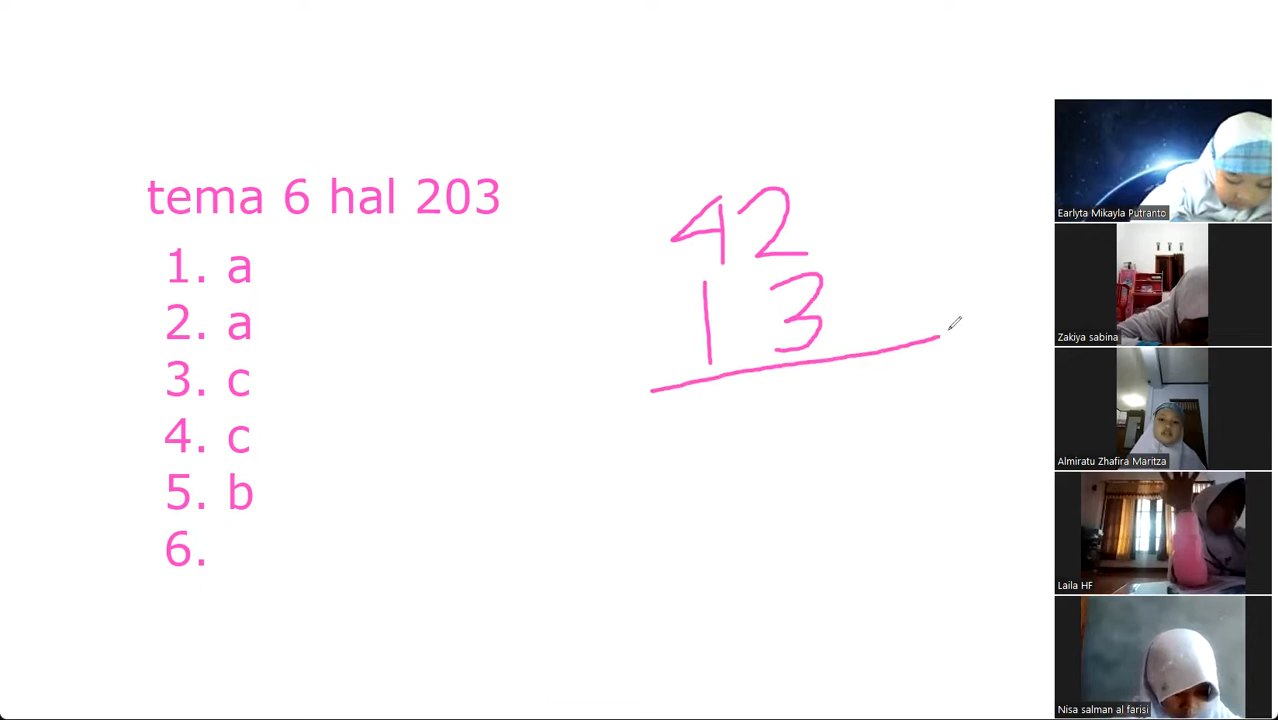 tema 6 hal 203
1. a
2. a
3. c
4. c
5. b
6.
42
13
Earlyta Mikayla Putranto
Zakiya sabina
Almiratu Zhafira Maritza
Laila HF
Nisa salman al farisi